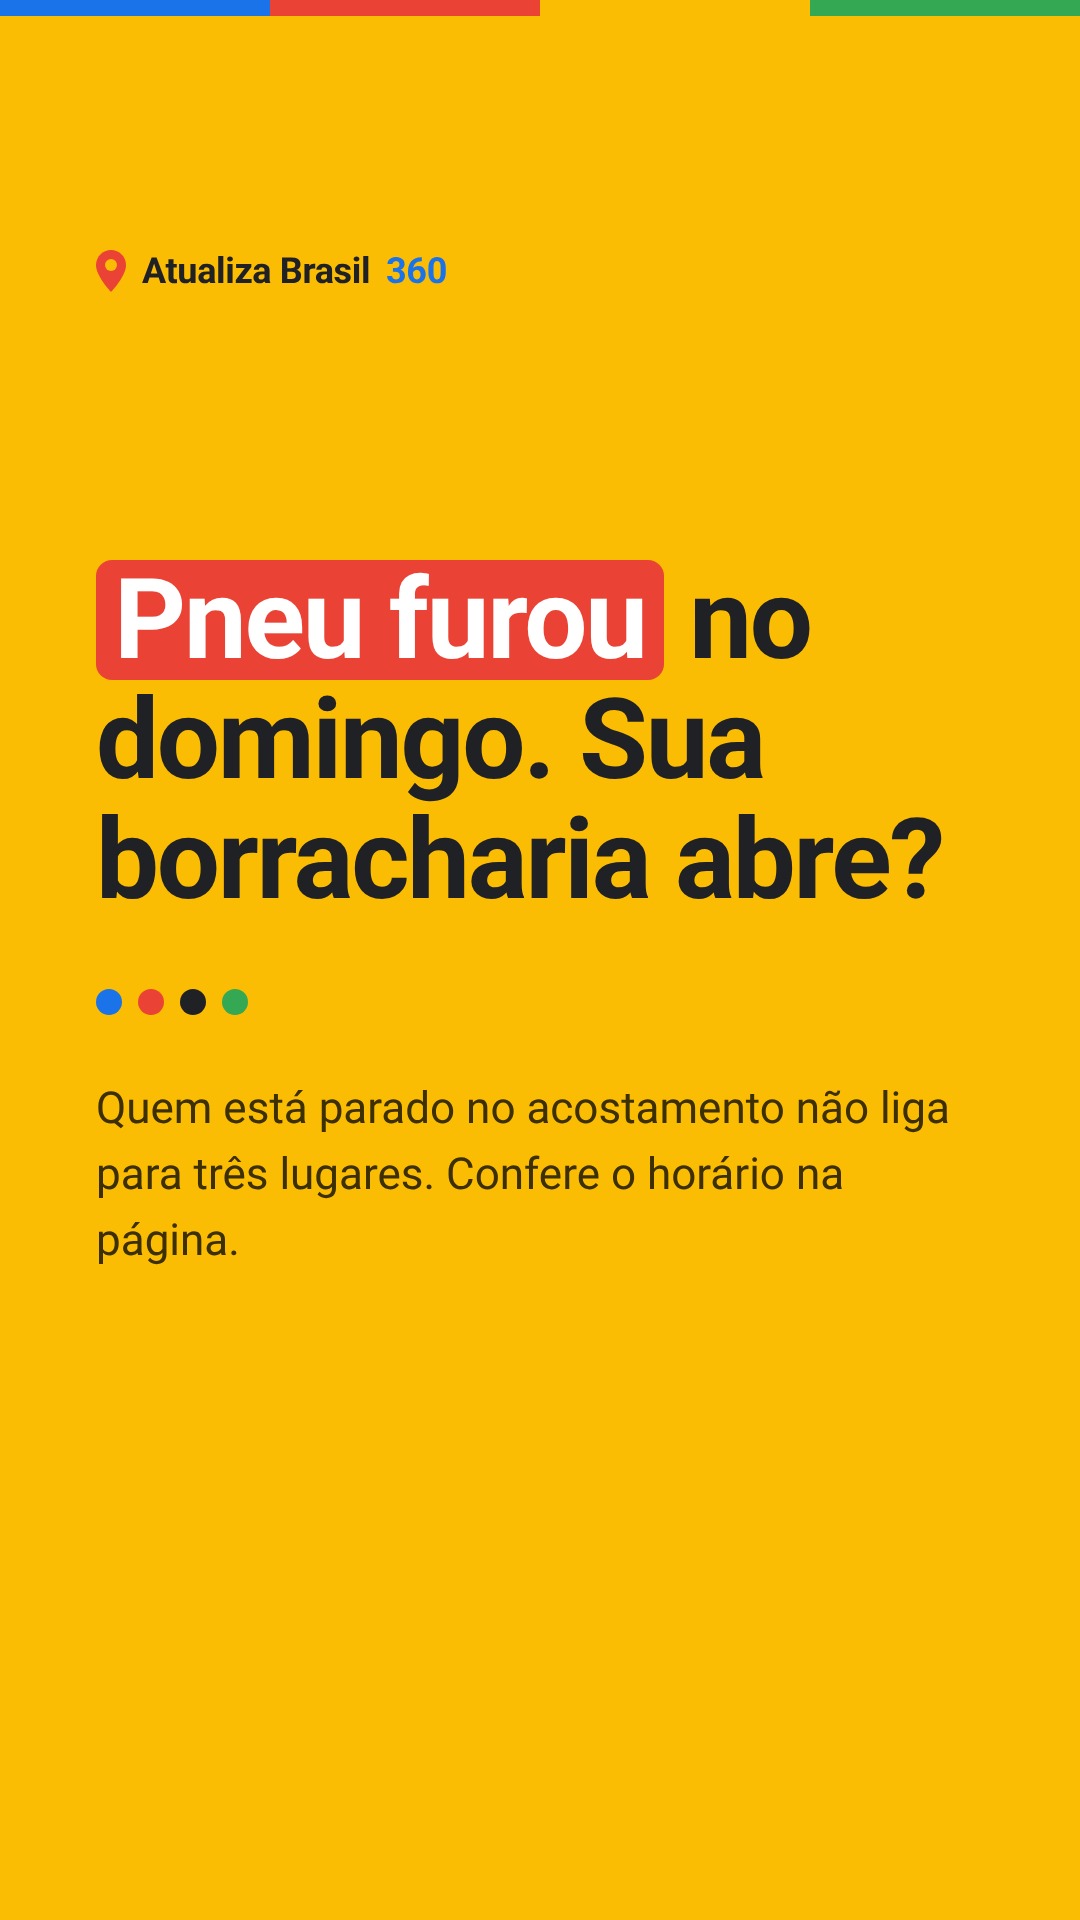 Atualiza Brasil 360
Pneu furou no
domingo. Sua
borracharia abre?
Quem está parado no acostamento não liga
para três lugares. Confere o horário na
página.